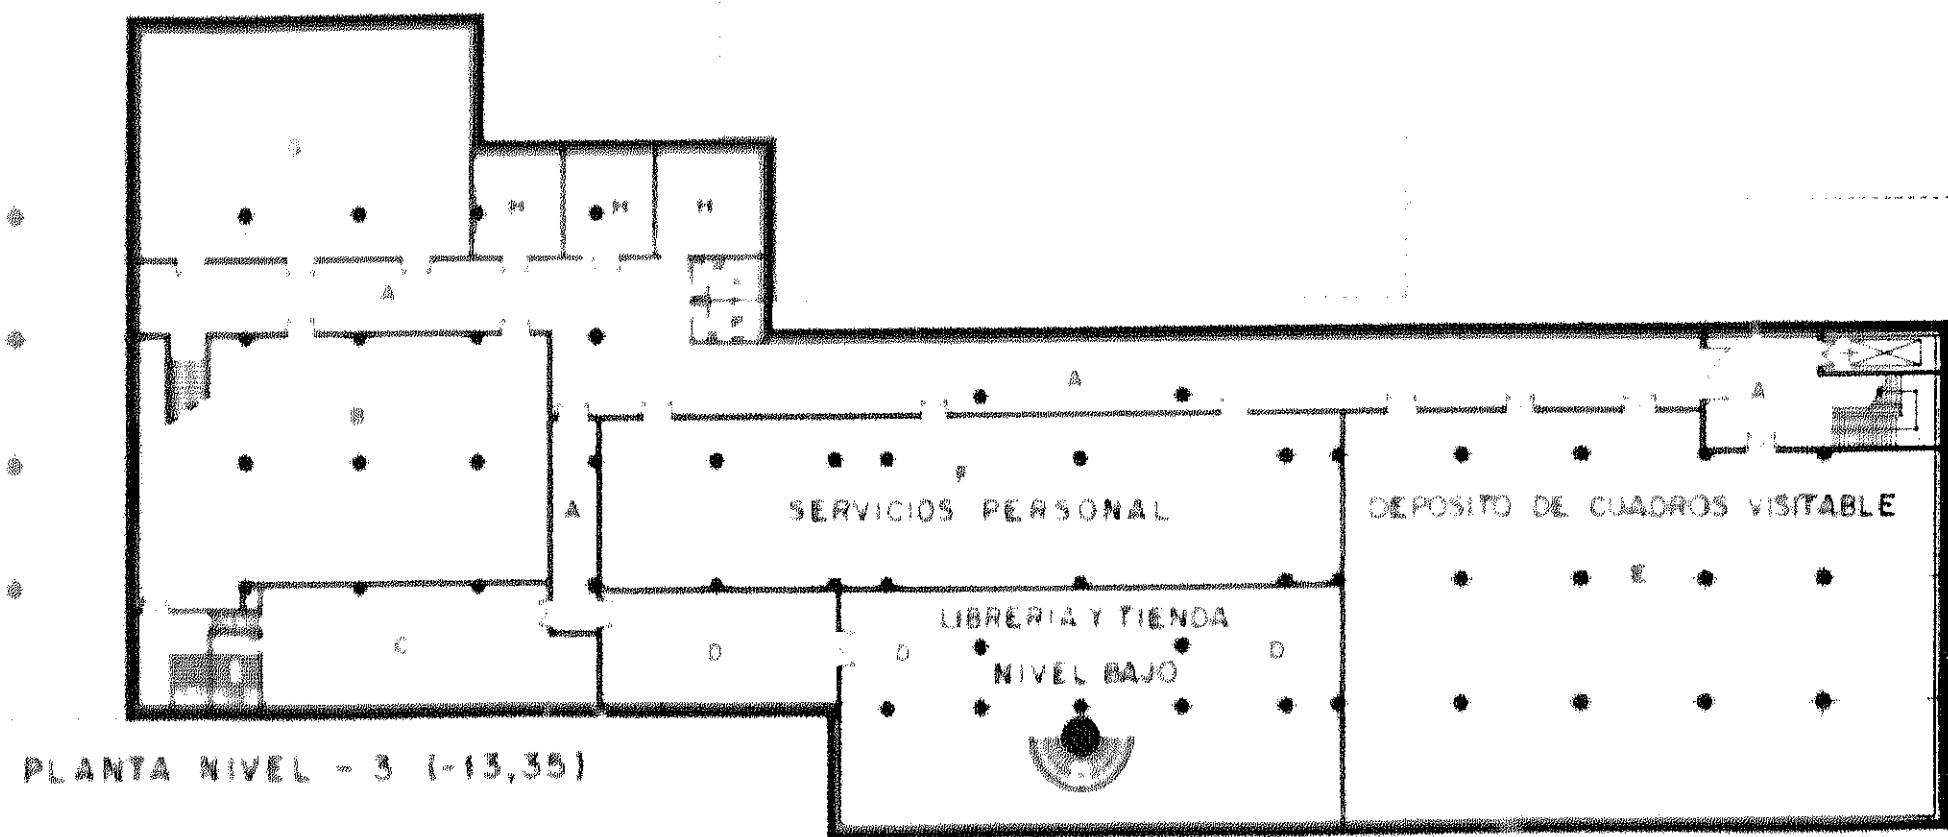 H H H
A
A
B
A
A
F
SERVICIOS PERSONAL
DEPOSITO DE CUADROS VISITABLE
E
LIBRERIA Y TIENDA
C
D
D
D
NIVEL BAJO
PLANTA NIVEL - 3 (-13,35)